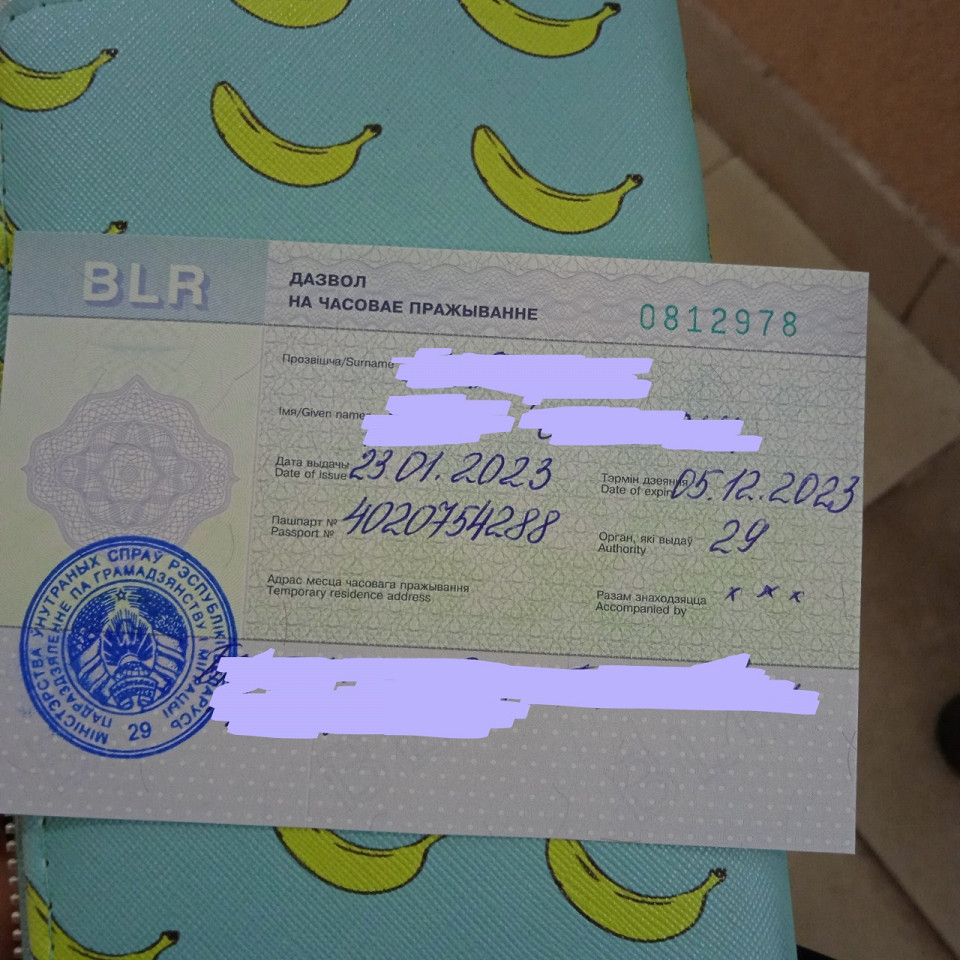 BLR
ДАЗВОЛ
НА ЧАСОВАЕ ПРАЖЫВАННЕ
0812978
Прозвішча/Surname
Імя/Given name
Дата выдачы
Date of issue
23.01.2023
Тэрмін дзеяння
Date of expiry
05.12.2023
Пашпарт №
Passport №
4020754288
Орган, які выдаў
Authority
29
Адрас месца часовага пражывання
Temporary residence address
Разам знаходзяцца
Accompanied by
x x x
МІНІСТЭРСТВА ЎНУТРАНЫХ СПРАЎ РЭСПУБЛІКІ БЕЛАРУСЬ
ПАДРАЗДЗЯЛЕННЕ ПА ГРАМАДЗЯНСТВУ І МІГРАЦЫІ
29